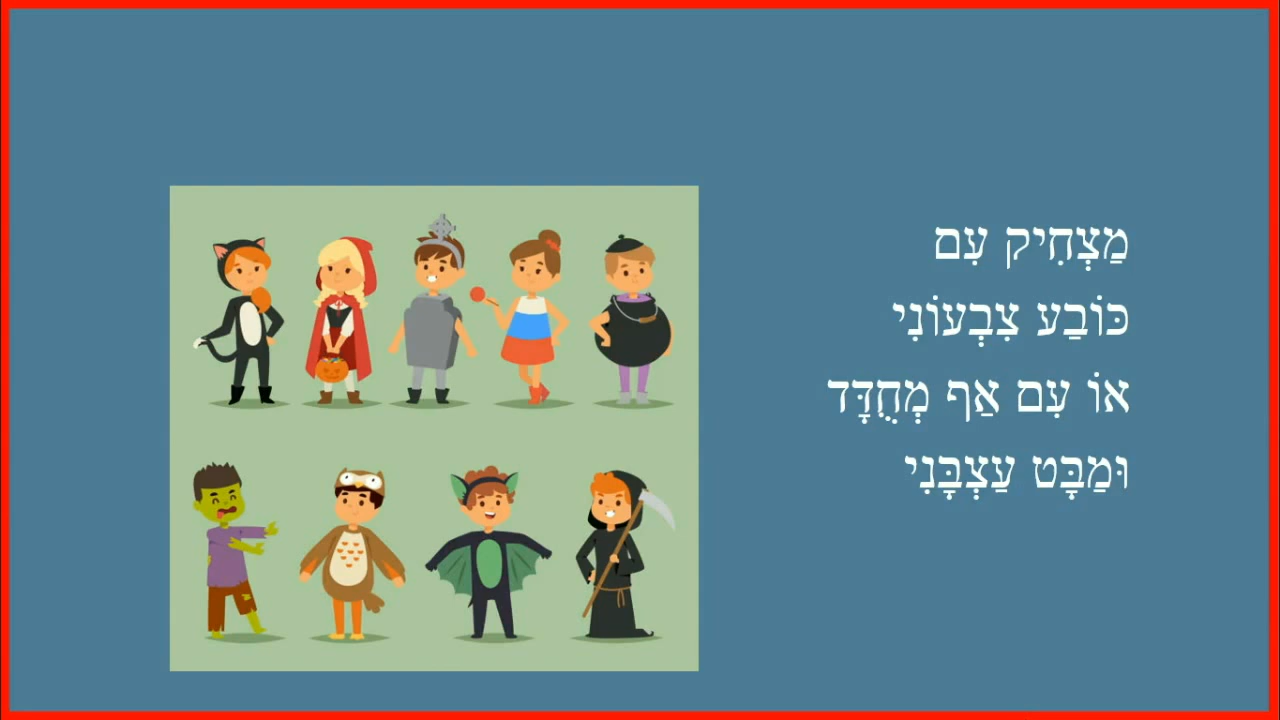 מַצְחִיק עִם
כּוֹבַע צִבְעוֹנִי
אוֹ עִם אַף מְחֻדָּד
וּמַבָּט עַצְבָּנִי